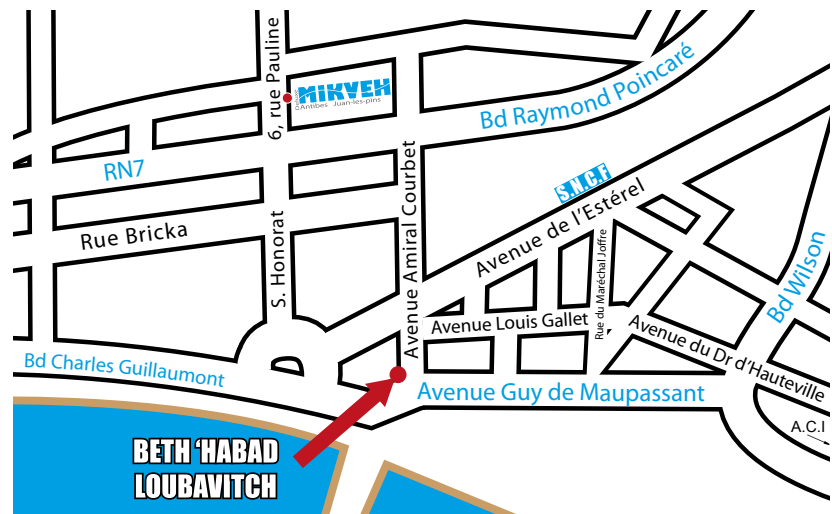 6, rue Pauline
Défusol
MIKVEH
Antibes Juan-les-pins
Bd Raymond Poincaré
RN7
S.N.C.F
Avenue de l'Estérel
Rue Bricka
S. Honorat
Avenue Amiral Courbet
Rue du Maréchal Joffre
Bd Wilson
Avenue Louis Gallet
Avenue du Dr d'Hauteville
Bd Charles Guillaumont
Avenue Guy de Maupassant
A.C.I
BETH ‘HABAD
LOUBAVITCH